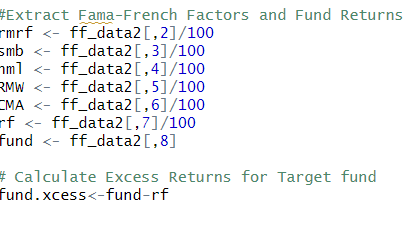 #Extract Fama-French Factors and Fund Returns
rmrf <- ff_data2[,2]/100
smb <- ff_data2[,3]/100
hml <- ff_data2[,4]/100
RMW <- ff_data2[,5]/100
CMA <- ff_data2[,6]/100
rf <- ff_data2[,7]/100
fund <- ff_data2[,8]
# Calculate Excess Returns for Target fund
fund.xcess<-fund-rf